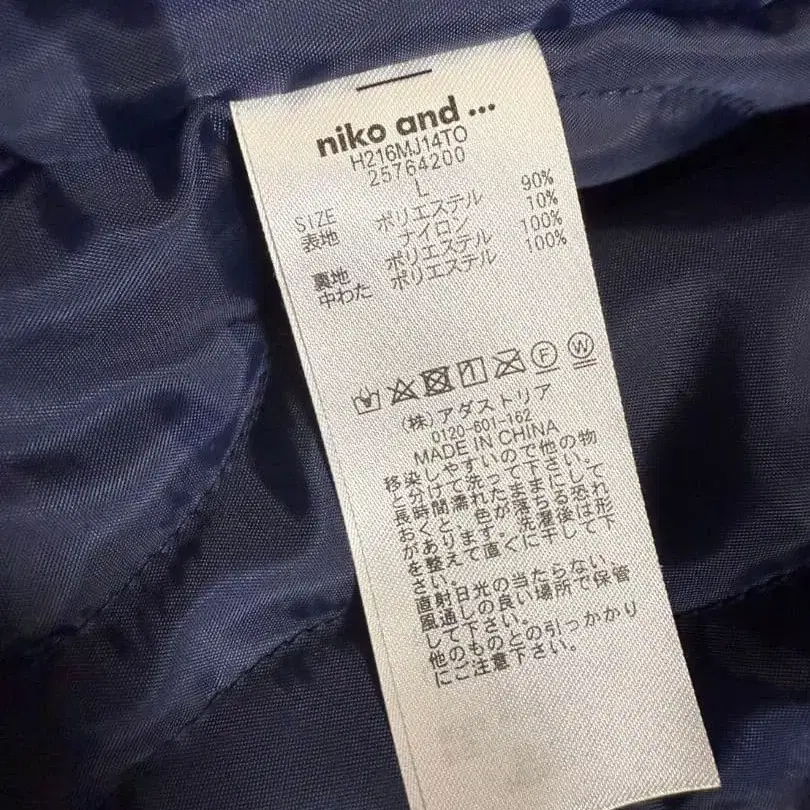 niko and ...
H216MJ14TO
25764200
SIZE L
表地 ポリエステル 90%
ナイロン 10%
裏地 ポリエステル 100%
中わた ポリエステル 100%
F W
(株)アダストリア
0120-601-162
MADE IN CHINA
移染しやすいので他の物
と分けて洗って下さい。
長時間濡れたままにして
おくと、色が落ちる恐れ
があります。洗濯後は形
を整えて直ぐに干して下
さい。
直射日光の当たらない
風通しの良い場所で保管
して下さい。
他のものとの引っかかり
にご注意下さい。